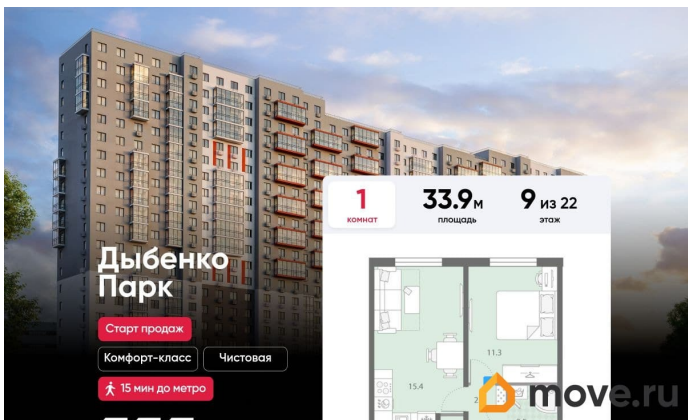 Дыбенко
Парк
Старт продаж
Комфорт-класс
Чистовая
15 мин до метро
1
комнат
33.9м
площадь
9 из 22
этаж
15.4
11.3
move.ru